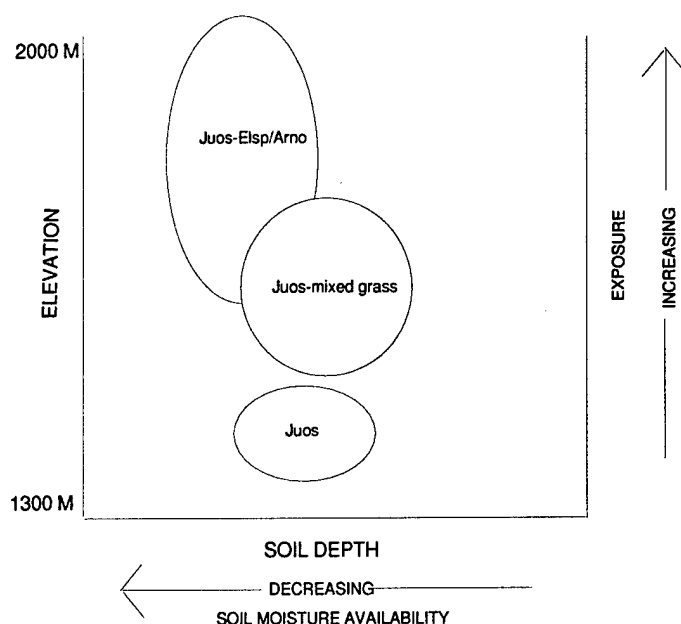 2000 M
Juos-Elsp/Arno
ELEVATION
Juos-mixed grass
EXPOSURE
INCREASING
Juos
1300 M
SOIL DEPTH
DECREASING
SOIL MOISTURE AVAILABILITY